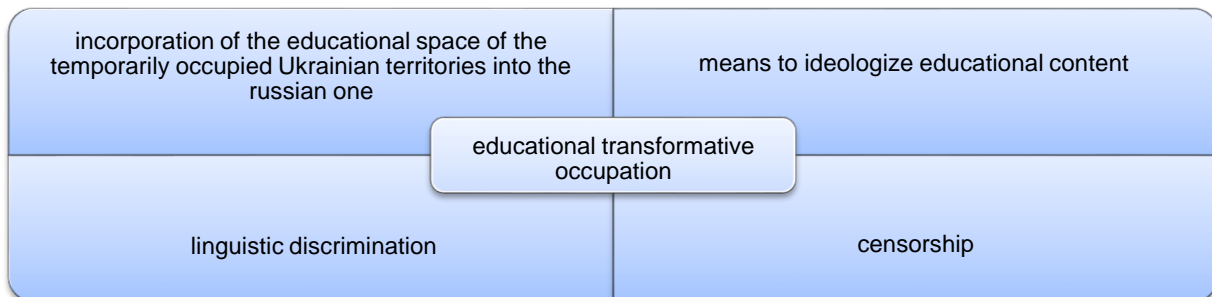 incorporation of the educational space of the
temporarily occupied Ukrainian territories into the
russian one
means to ideologize educational content
educational transformative
occupation
linguistic discrimination
censorship